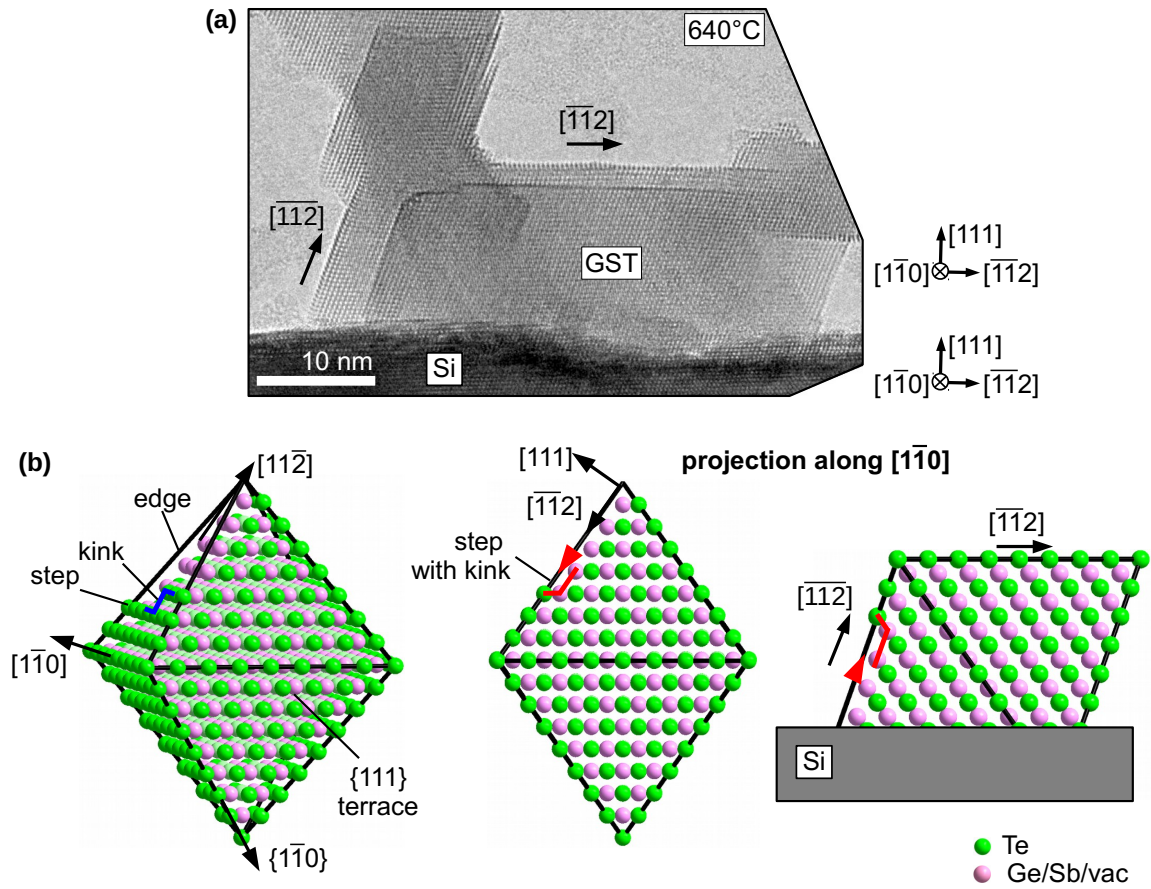 (a)
640°C
[1̅1̅2]
[1̅1̅2̅]
GST
10 nm
Si
[111]
[11̅0]
[1̅1̅2]
[111]
[11̅0]
[1̅1̅2]
(b)
projection along [11̅0]
[112̅]
edge
kink
step
[11̅0]
{111}
terrace
{11̅0}
[111]
[1̅1̅2]
step
with kink
[1̅1̅2]
[1̅1̅2̅]
Si
Te
Ge/Sb/vac